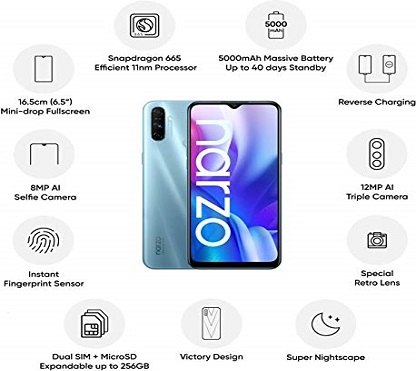 Snapdragon 665
Efficient 11nm Processor
5000
mAh
5000mAh Massive Battery
Up to 40 days Standby
16.5cm (6.5")
Mini-drop Fullscreen
Reverse Charging
8MP AI
Selfie Camera
narzo
narzo
12MP AI
Triple Camera
Instant
Fingerprint Sensor
Special
Retro Lens
Dual SIM + MicroSD
Expandable up to 256GB
Victory Design
Super Nightscape